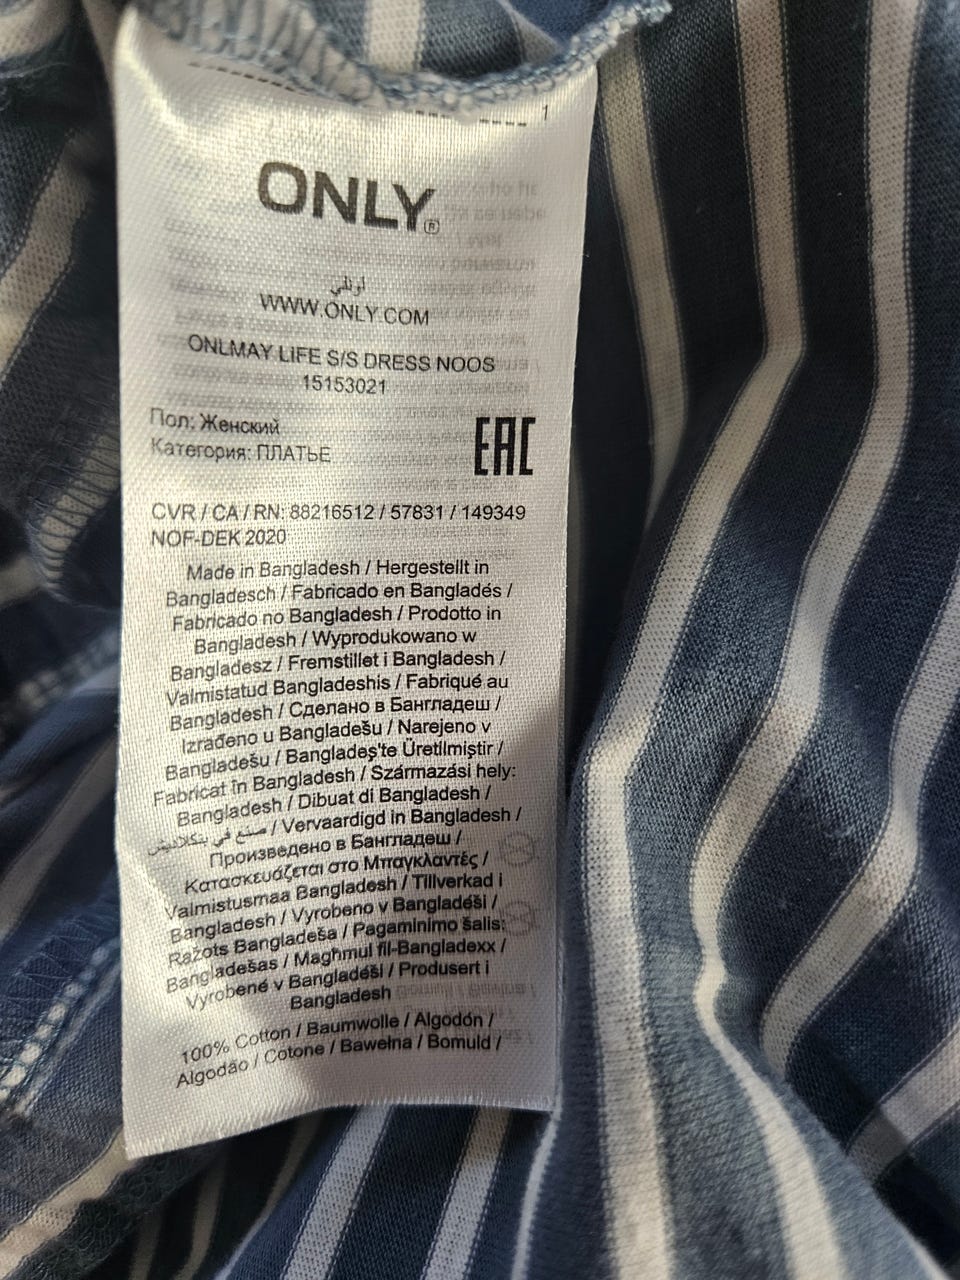 1
ONLY®
اونلي
WWW.ONLY.COM
ONLMAY LIFE S/S DRESS NOOS
15153021
Пол: Женский
Категория: ПЛАТЬЕ
EAC
CVR / CA / RN: 88216512 / 57831 / 149349
NOF-DEK 2020
Made in Bangladesh / Hergestellt in
Bangladesch / Fabricado en Bangladés /
Fabricado no Bangladesh / Prodotto in
Bangladesh / Wyprodukowano w
Bangladesz / Fremstillet i Bangladesh /
Valmistatud Bangladeshis / Fabriqué au
Bangladesh / Сделано в Бангладеш /
Izrađeno u Bangladešu / Narejeno v
Bangladešu / Bangladeş'te Üretilmiştir /
Fabricat în Bangladesh / Származási hely:
Bangladesh / Dibuat di Bangladesh /
صنع في بنكلاديش / Vervaardigd in Bangladesh /
Произведено в Бангладеш /
Κατασκευάζεται στο Μπαγκλαντές /
Valmistusmaa Bangladesh / Tillverkad i
Bangladesh / Vyrobeno v Bangladéši /
Ražots Bangladeša / Pagaminimo šalis:
Bangladešas / Magħmul fil-Bangladexx /
Vyrobené v Bangladéši / Produsert i
Bangladesh
100% Cotton / Baumwolle / Algodón /
Algodão / Cotone / Bawełna / Bomuld /